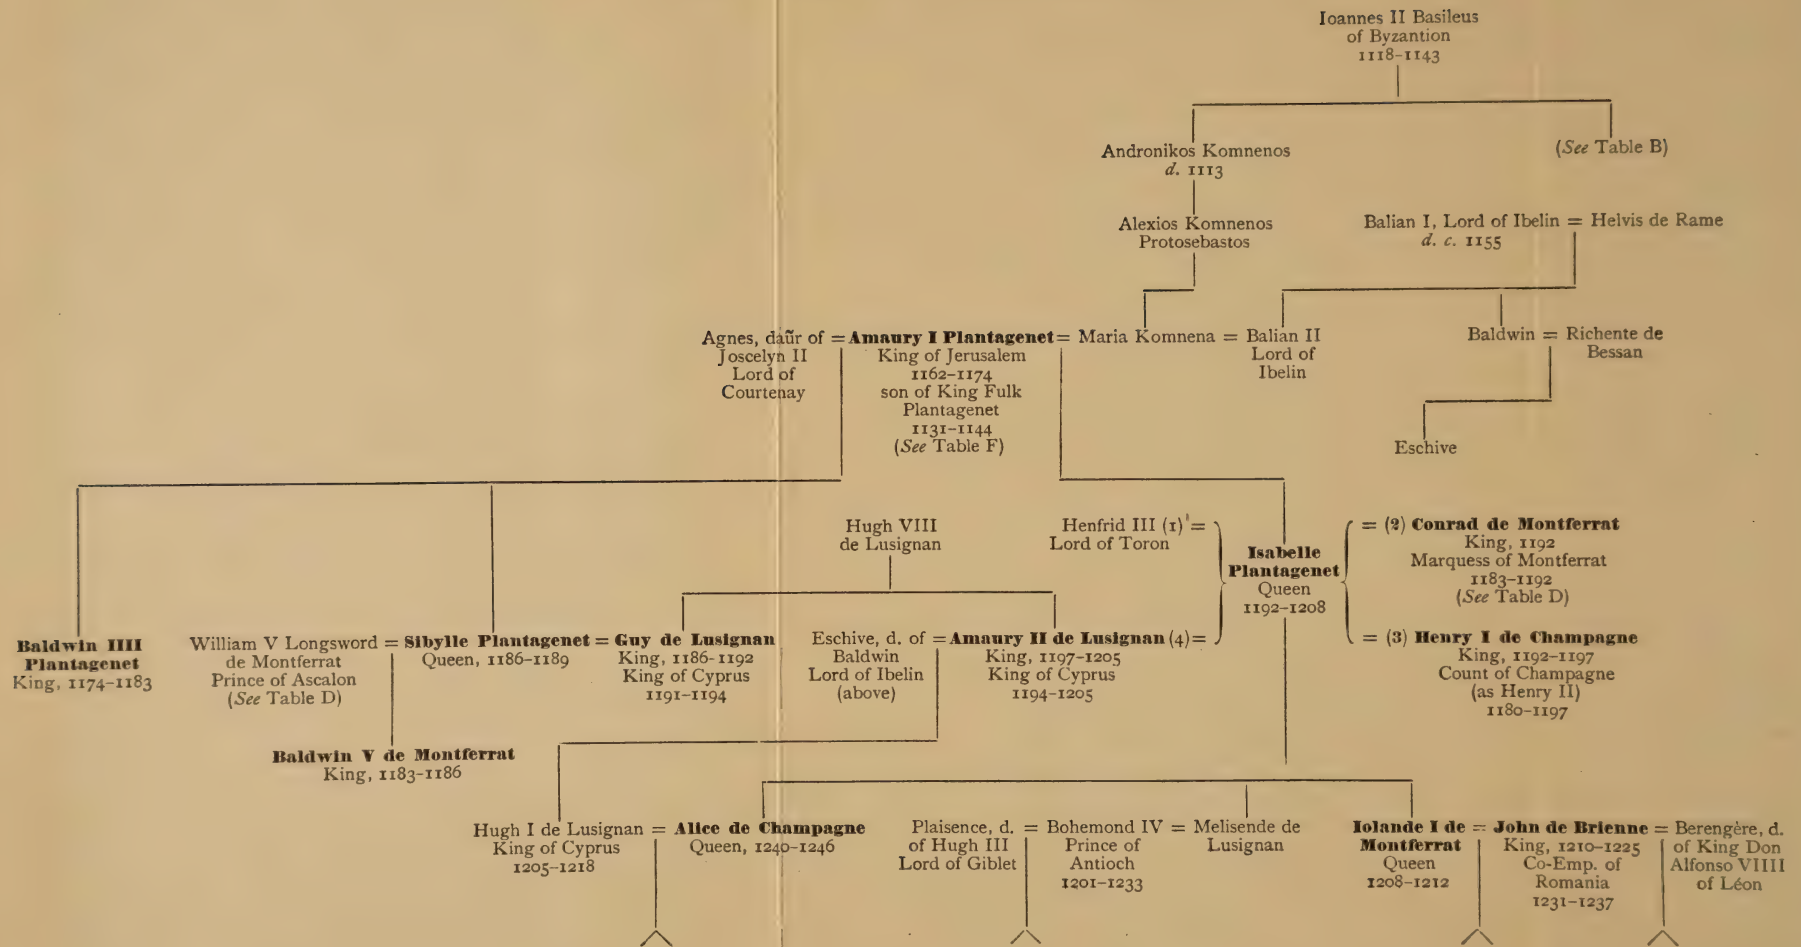 Ioannes II Basileus
of Byzantion
1118-1143
Andronikos Komnenos
d. 1113
(See Table B)
Alexios Komnenos
Protosebastos
Balian I, Lord of Ibelin = Helvis de Rame
d. c. 1155
Agnes, daũr of =
Joscelyn II
Lord of
Courtenay
Amaury I Plantagenet =
King of Jerusalem
1162-1174
son of King Fulk
Plantagenet
1131-1144
(See Table F)
Maria Komnena =
Balian II
Lord of
Ibelin
Baldwin = Richente de
Bessan
Eschive
Hugh VIII
de Lusignan
Henfrid III (1) =
Lord of Toron
Isabelle
Plantagenet
Queen
1192-1208
= (2) Conrad de Montferrat
King, 1192
Marquess of Montferrat
1183-1192
(See Table D)
Baldwin IIII
Plantagenet
King, 1174-1183
William V Longsword =
de Montferrat
Prince of Ascalon
(See Table D)
Sibylle Plantagenet =
Queen, 1186-1189
Guy de Lusignan
King, 1186-1192
King of Cyprus
1191-1194
Eschive, d. of =
Baldwin
Lord of Ibelin
(above)
Amaury II de Lusignan (4) =
King, 1197-1205
King of Cyprus
1194-1205
= (3) Henry I de Champagne
King, 1192-1197
Count of Champagne
(as Henry II)
1180-1197
Baldwin V de Montferrat
King, 1183-1186
Hugh I de Lusignan =
King of Cyprus
1205-1218
Alice de Champagne
Queen, 1240-1246
Plaisence, d. =
of Hugh III
Lord of Giblet
Bohemond IV =
Prince of
Antioch
1201-1233
Melisende de
Lusignan
Iolande I de =
Montferrat
Queen
1208-1212
John de Brienne =
King, 1210-1225
Co-Emp. of
Romania
1231-1237
Berengère, d.
of King Don
Alfonso VIIII
of Léon